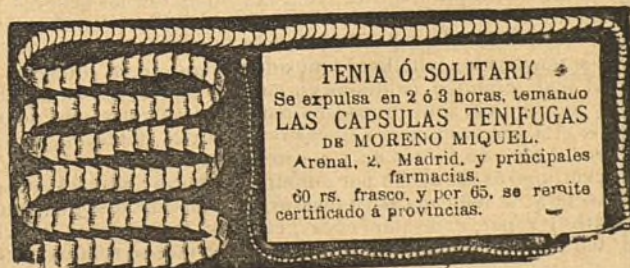 TENIA Ó SOLITARIA
Se expulsa en 2 ó 3 horas, tomando
LAS CAPSULAS TENIFUGAS
DE MORENO MIQUEL.
Arenal, 2, Madrid, y principales
farmacias.
60 rs. frasco, y por 65, se remite
certificado á provincias.